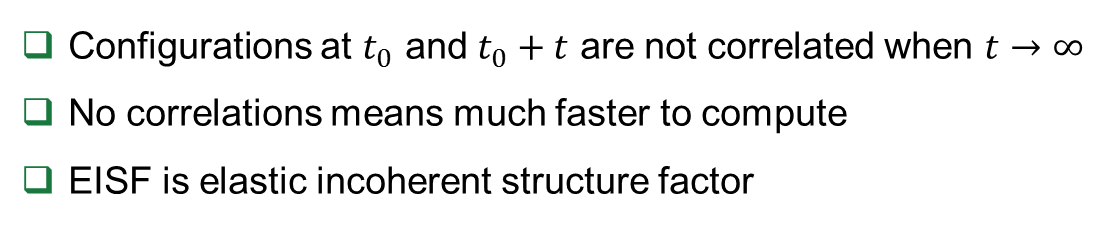 ❑ Configurations at t₀ and t₀ + t are not correlated when t → ∞
❑ No correlations means much faster to compute
❑ EISF is elastic incoherent structure factor